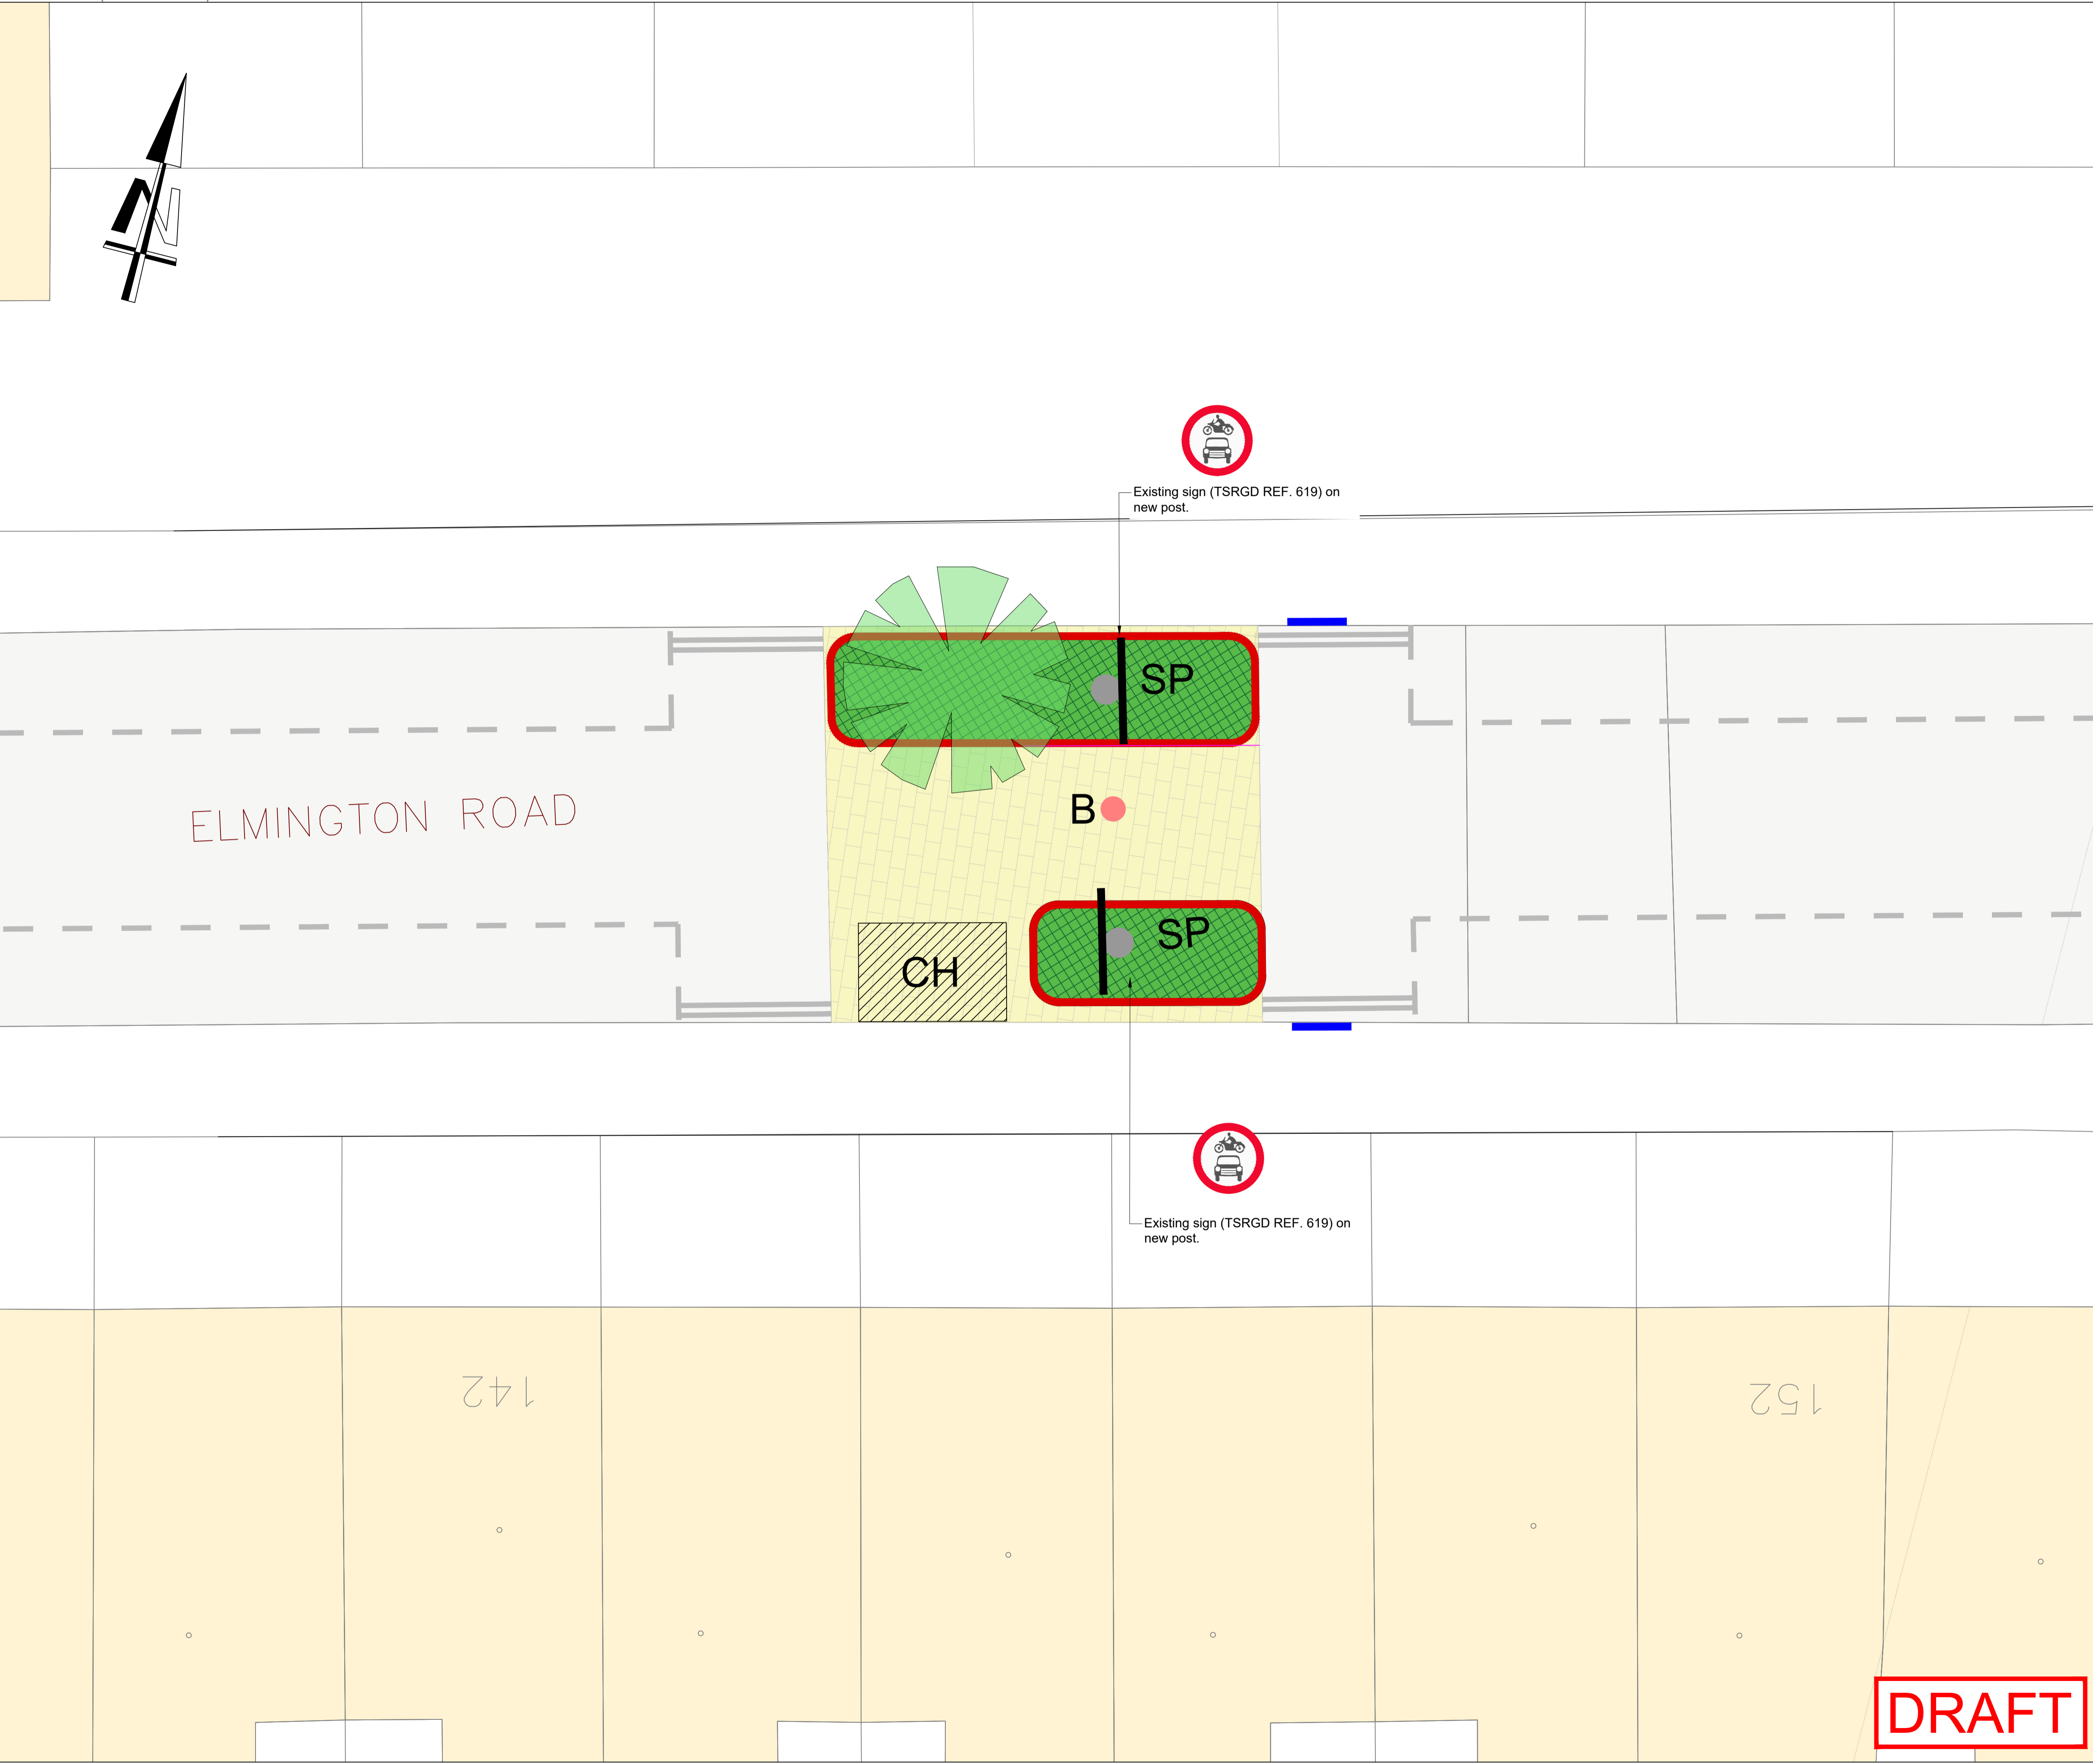 N
Existing sign (TSRGD REF. 619) on
new post.
SP
ELMINGTON ROAD
B
SP
CH
Existing sign (TSRGD REF. 619) on
new post.
142
152
DRAFT